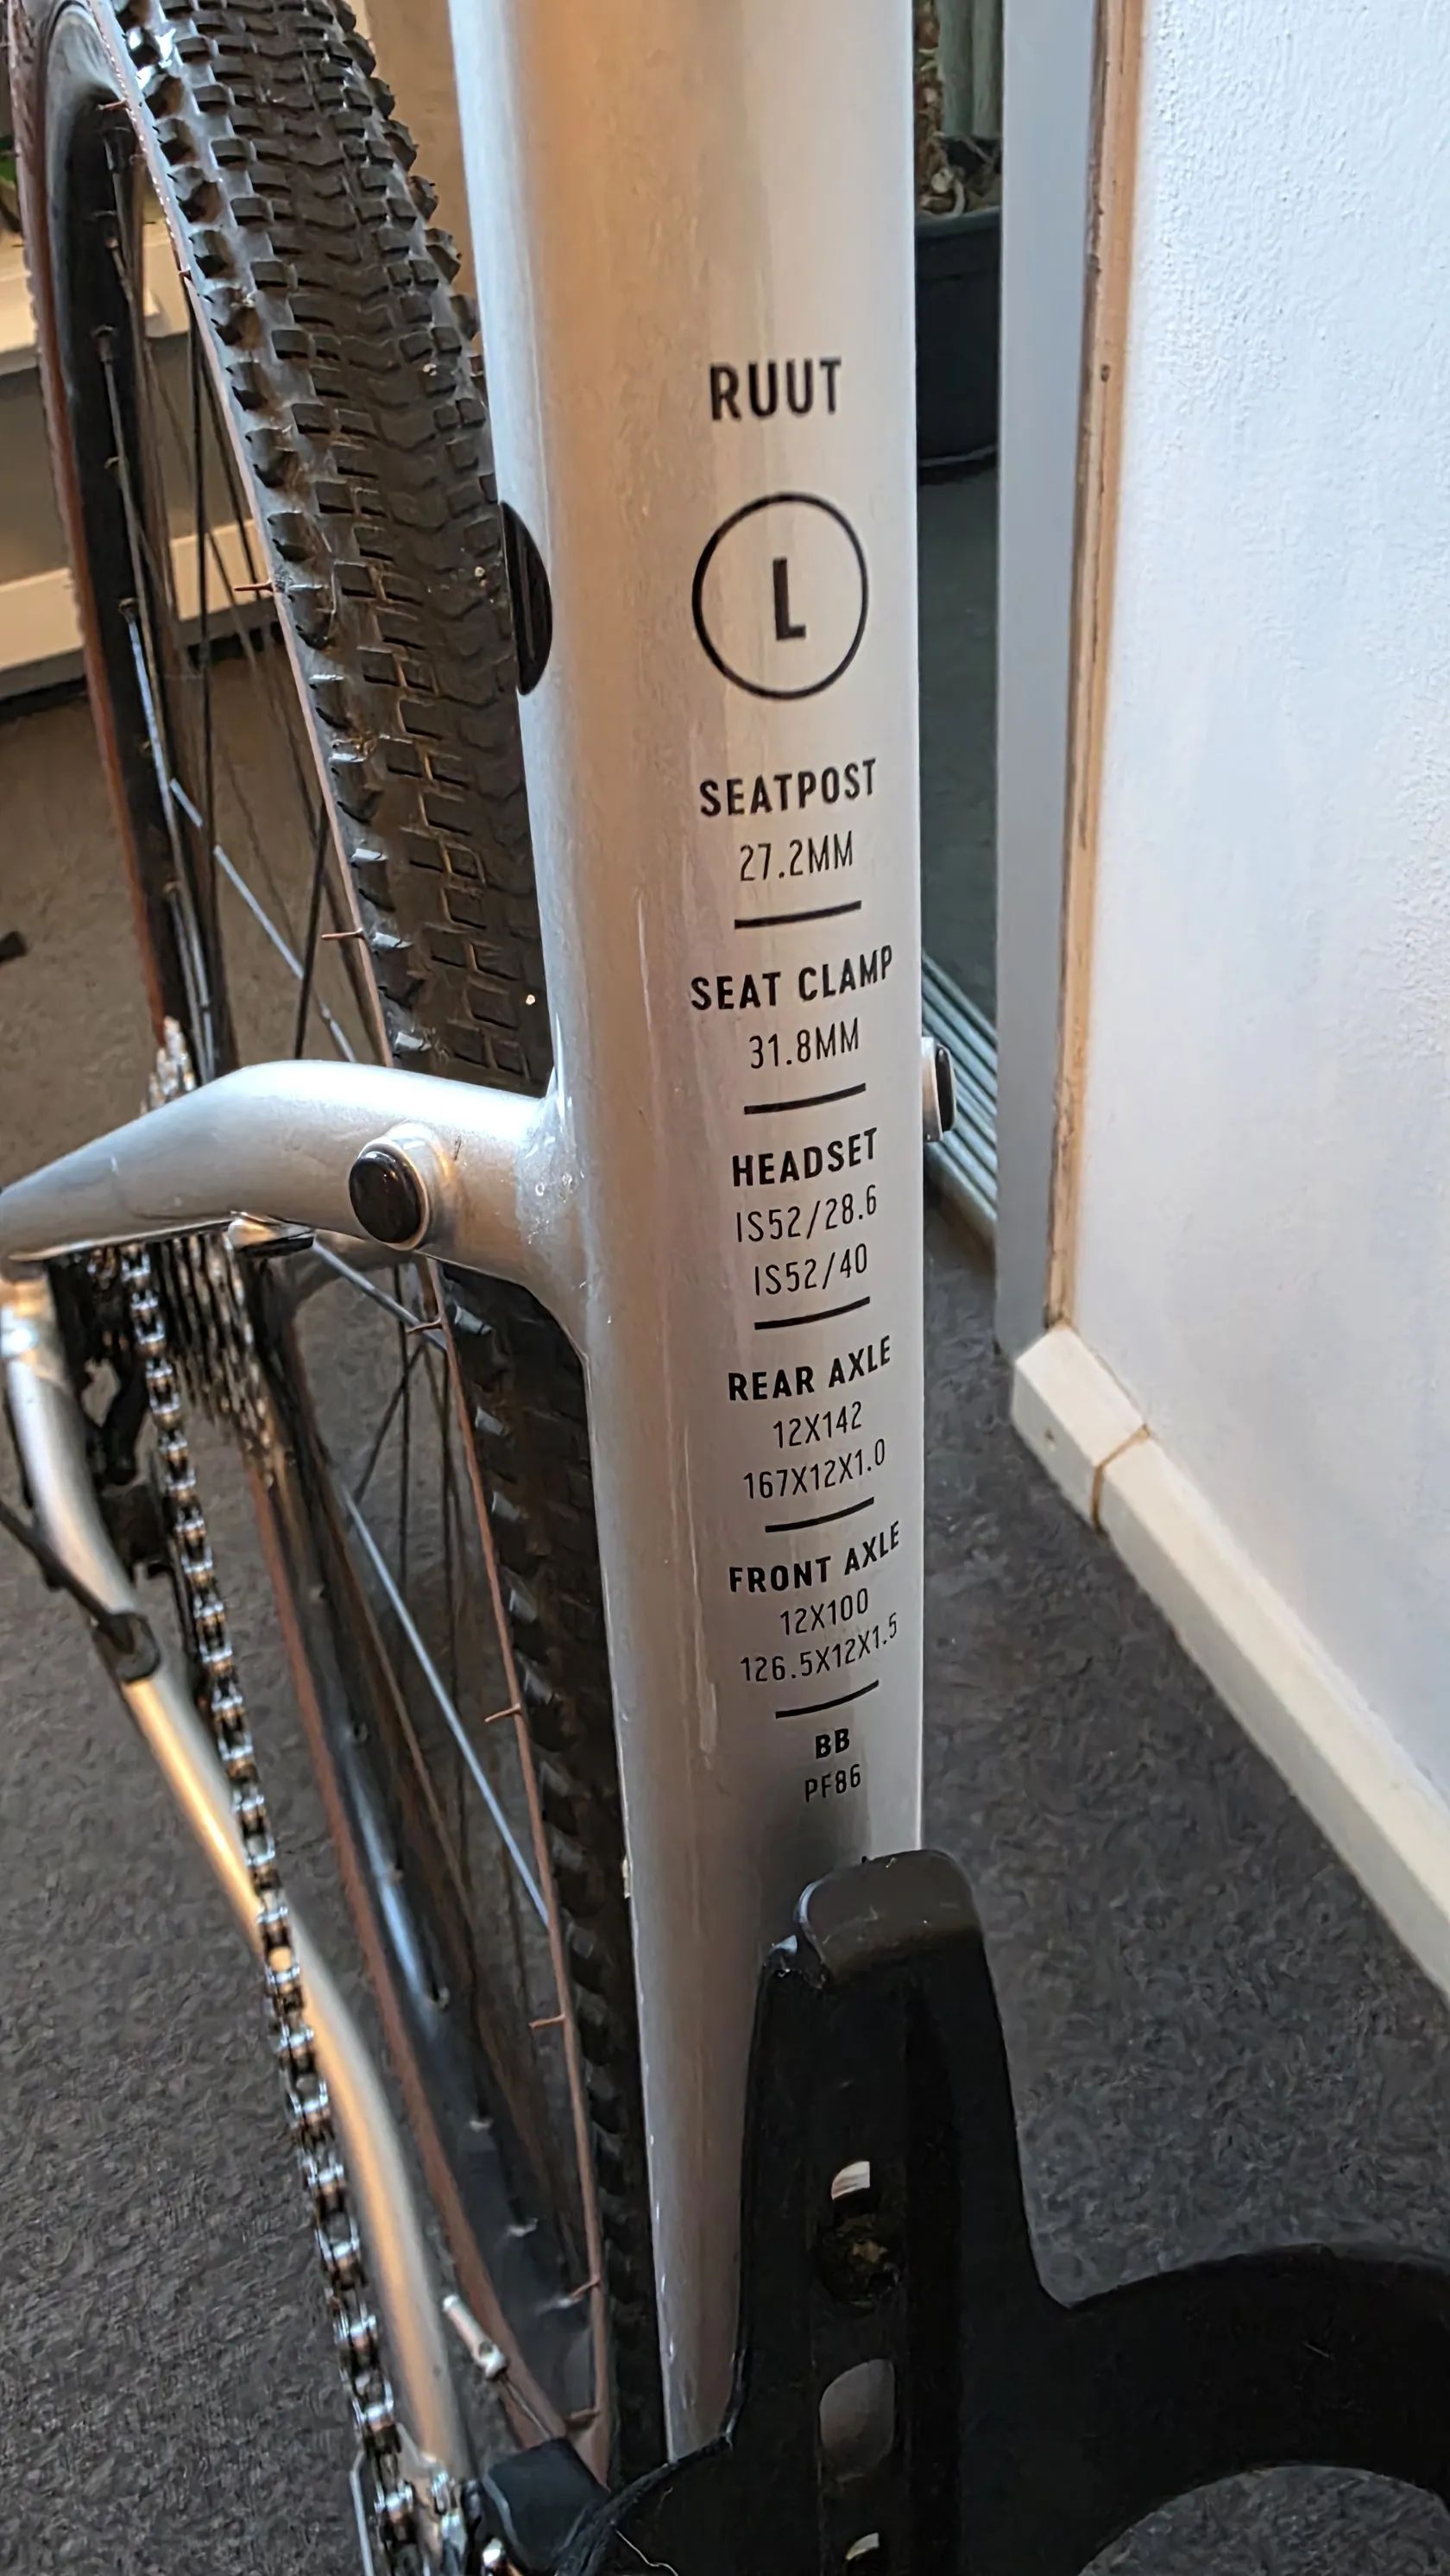 RUUT
L
SEATPOST
27.2MM
SEAT CLAMP
31.8MM
HEADSET
IS52/28.6
IS52/40
REAR AXLE
12X142
167X12X1.0
FRONT AXLE
12X100
126.5X12X1.5
BB
PF86